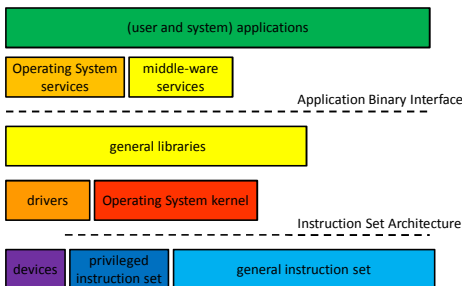 (user and system) applications
Operating System
services
middle-ware
services
Application Binary Interface
general libraries
drivers
Operating System kernel
Instruction Set Architecture
devices
privileged
instruction set
general instruction set